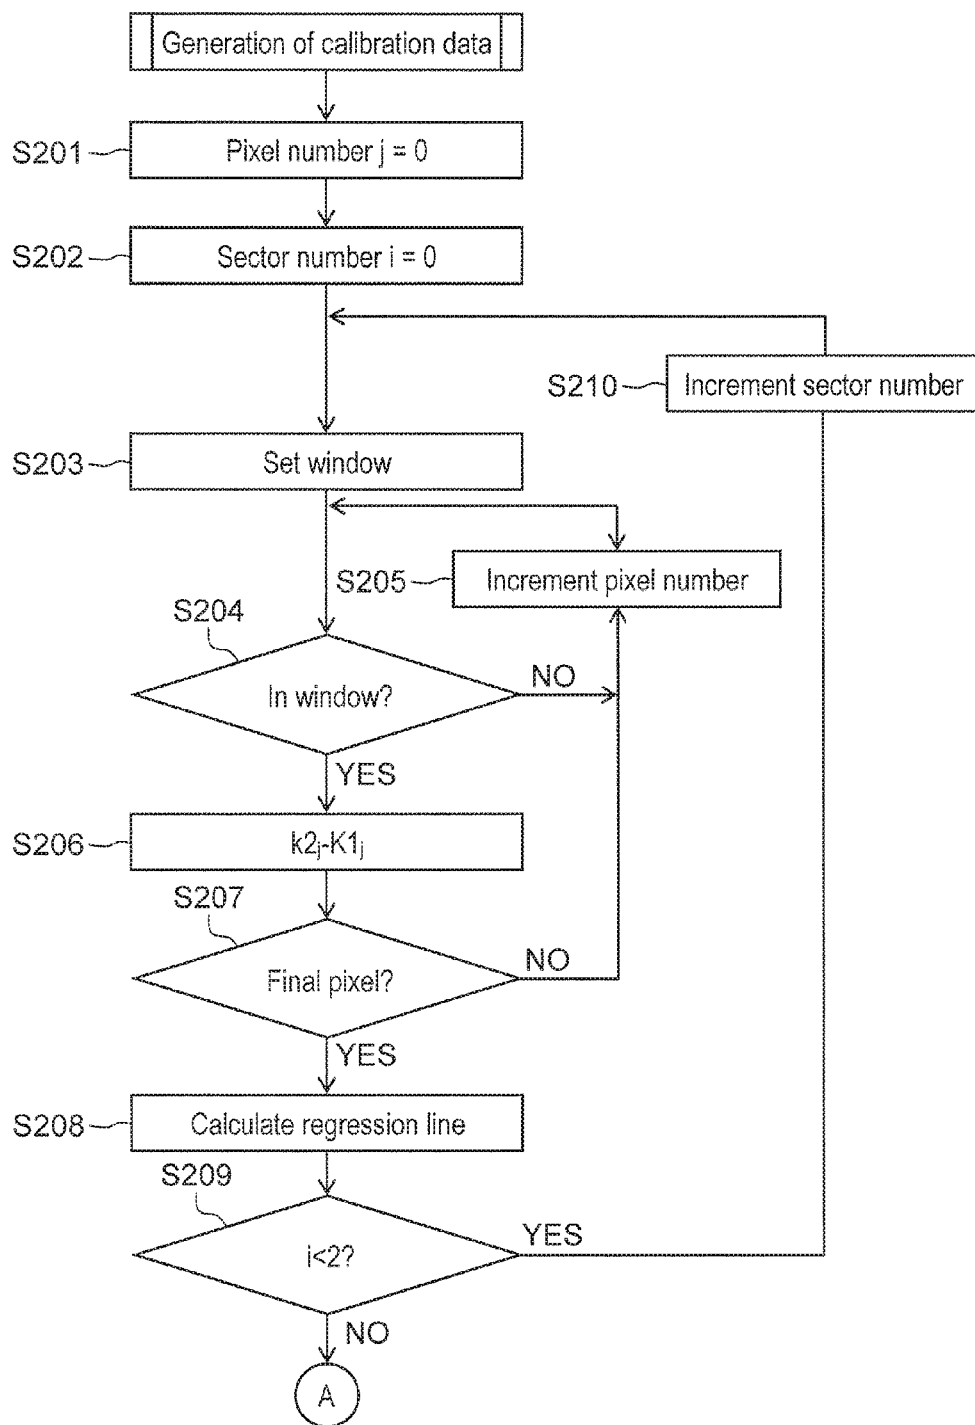 Generation of calibration data
S201
Pixel number j = 0
S202
Sector number i = 0
S210
Increment sector number
S203
Set window
S205
Increment pixel number
S204
In window?
NO
YES
S206
k2j-K1j
S207
Final pixel?
NO
YES
S208
Calculate regression line
S209
i<2?
YES
NO
A